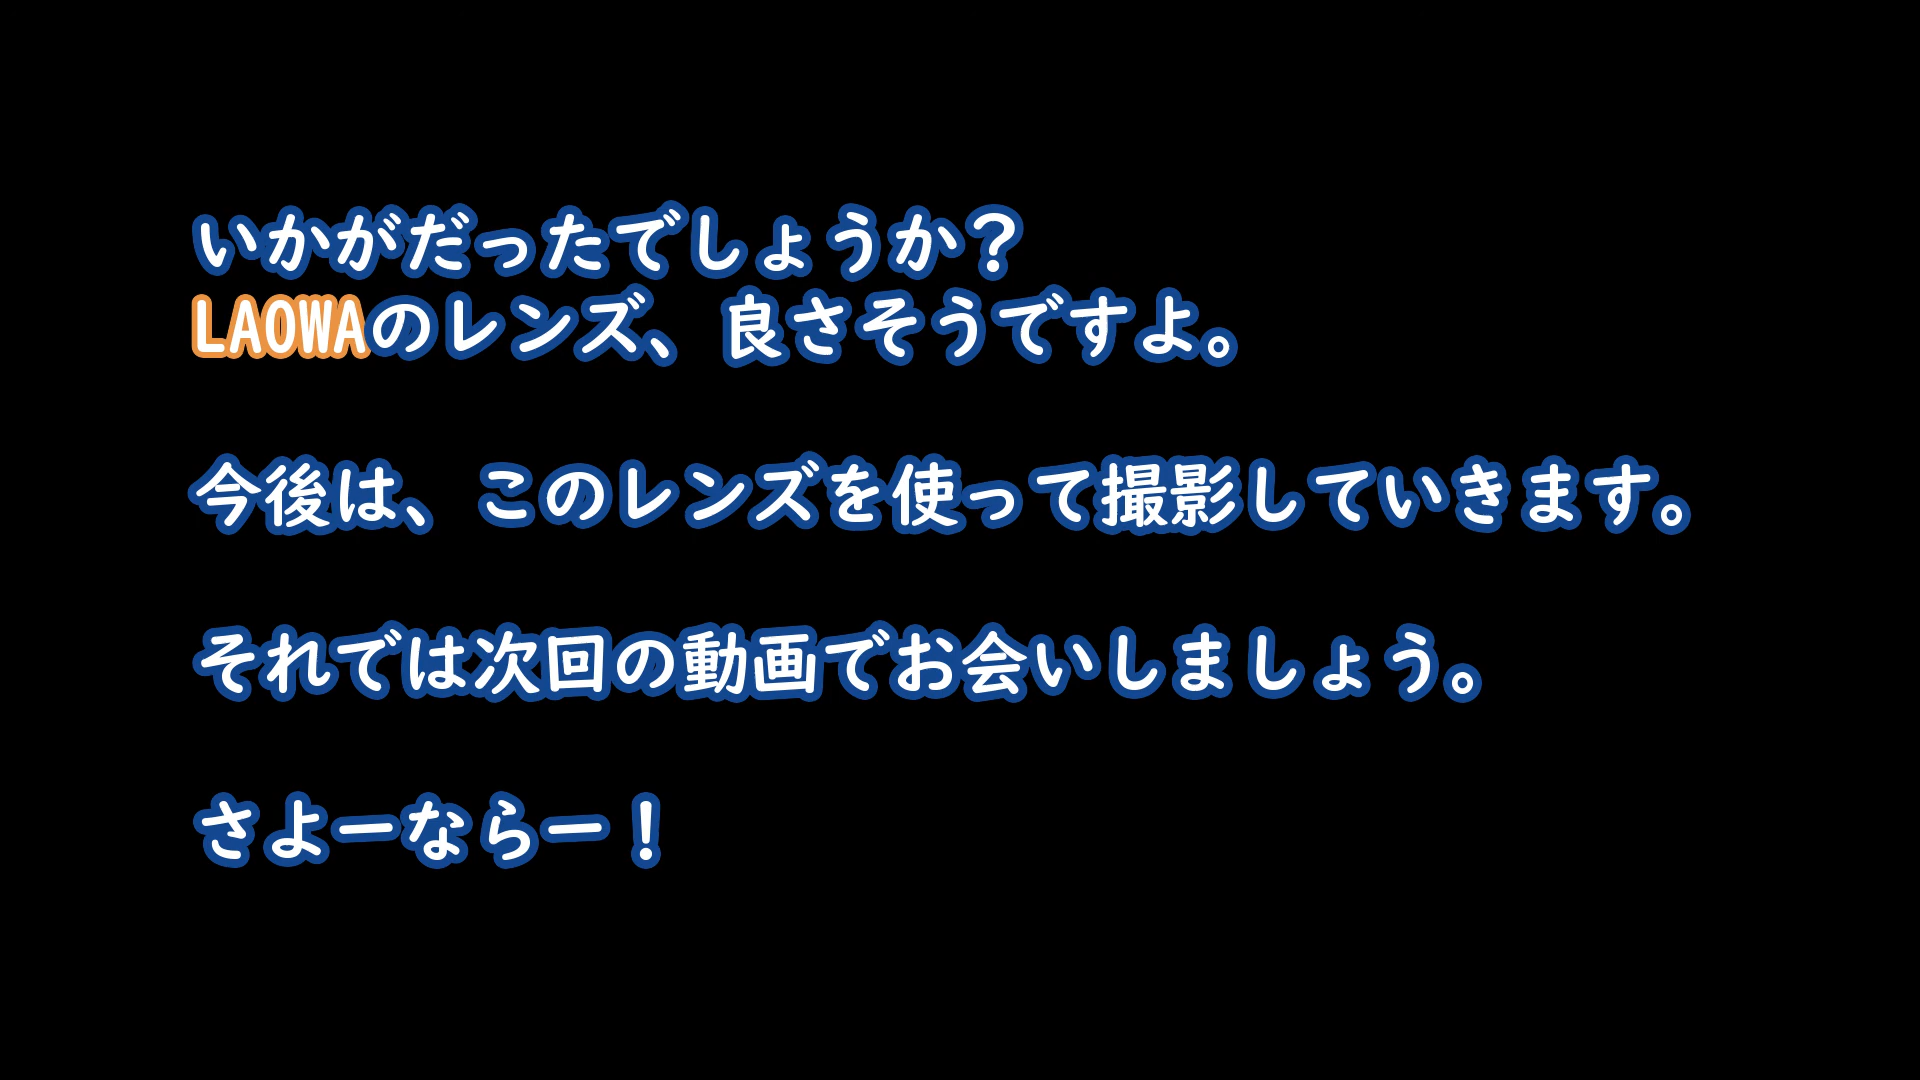 いかがだったでしょうか？
LAOWAのレンズ、良さそうですよ。
今後は、このレンズを使って撮影していきます。
それでは次回の動画でお会いしましょう。
さよーならー！